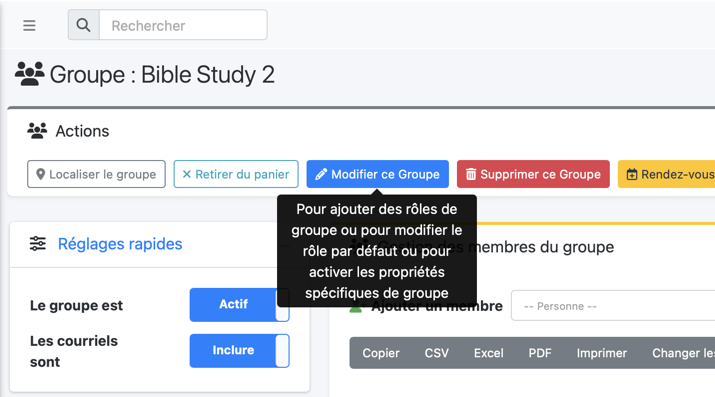 Rechercher
Groupe : Bible Study 2
Actions
Localiser le groupe
Retirer du panier
Modifier ce Groupe
Supprimer ce Groupe
Rendez-vous
Pour ajouter des rôles de
groupe ou pour modifier le
rôle par défaut ou pour
activer les propriétés
spécifiques de groupe
Réglages rapides
des membres du groupe
Le groupe est
Actif
Les courriels
sont
Inclure
Ajouter un membre
-- Personne --
Copier
CSV
Excel
PDF
Imprimer
Changer